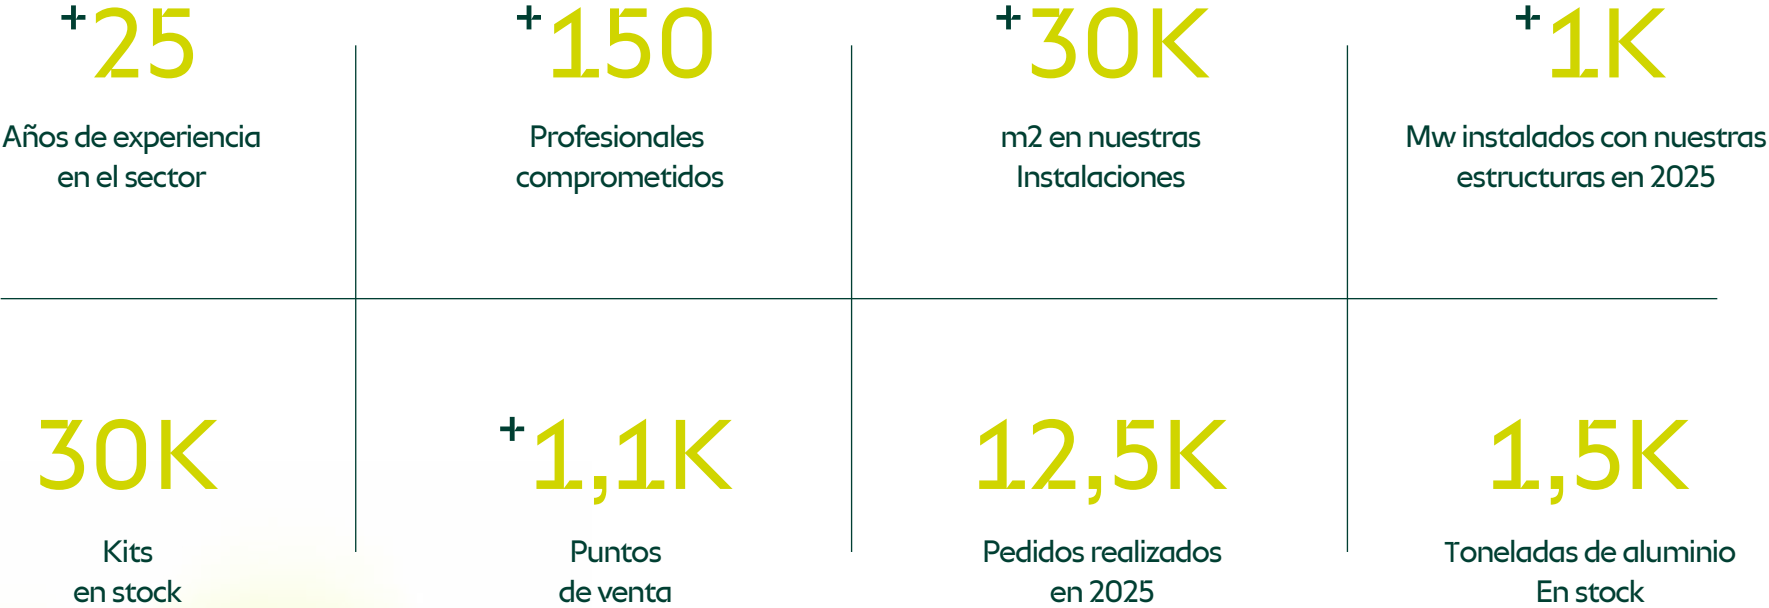 +25
Años de experiencia
en el sector
+150
Profesionales
comprometidos
+30K
m2 en nuestras
Instalaciones
+1K
Mw instalados con nuestras
estructuras en 2025
30K
Kits
en stock
+1,1K
Puntos
de venta
12,5K
Pedidos realizados
en 2025
1,5K
Toneladas de aluminio
En stock